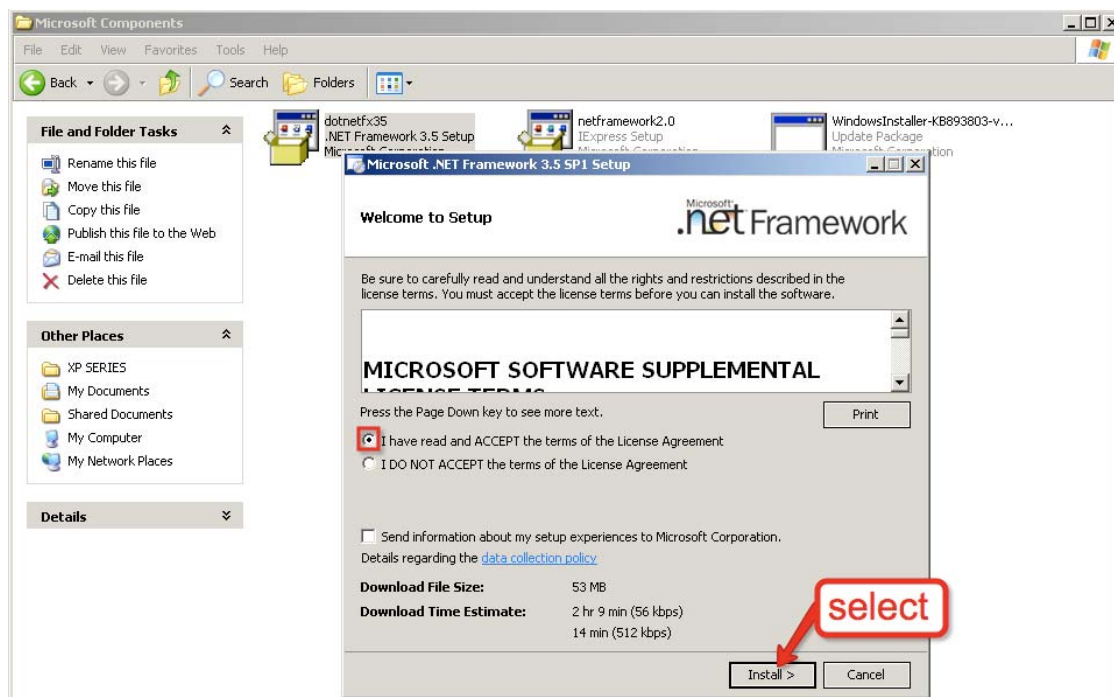 Microsoft Components
File Edit View Favorites Tools Help
Back Search Folders
File and Folder Tasks
Rename this file
Move this file
Copy this file
Publish this file to the Web
E-mail this file
Delete this file
Other Places
XP SERIES
My Documents
Shared Documents
My Computer
My Network Places
Details
dotnetfx35
.NET Framework 3.5 Setup
netframework2.0
IExpress Setup
Microsoft Corporation
WindowsInstaller-KB893803-v...
Update Package
Microsoft Corporation
Microsoft .NET Framework 3.5 SP1 Setup
Welcome to Setup
Microsoft
.net Framework
Be sure to carefully read and understand all the rights and restrictions described in the
license terms. You must accept the license terms before you can install the software.
MICROSOFT SOFTWARE SUPPLEMENTAL
LICENSE TERMS
Press the Page Down key to see more text.
Print
I have read and ACCEPT the terms of the License Agreement
I DO NOT ACCEPT the terms of the License Agreement
Send information about my setup experiences to Microsoft Corporation.
Details regarding the data collection policy
Download File Size: 53 MB
Download Time Estimate: 2 hr 9 min (56 kbps)
14 min (512 kbps)
select
Install >
Cancel